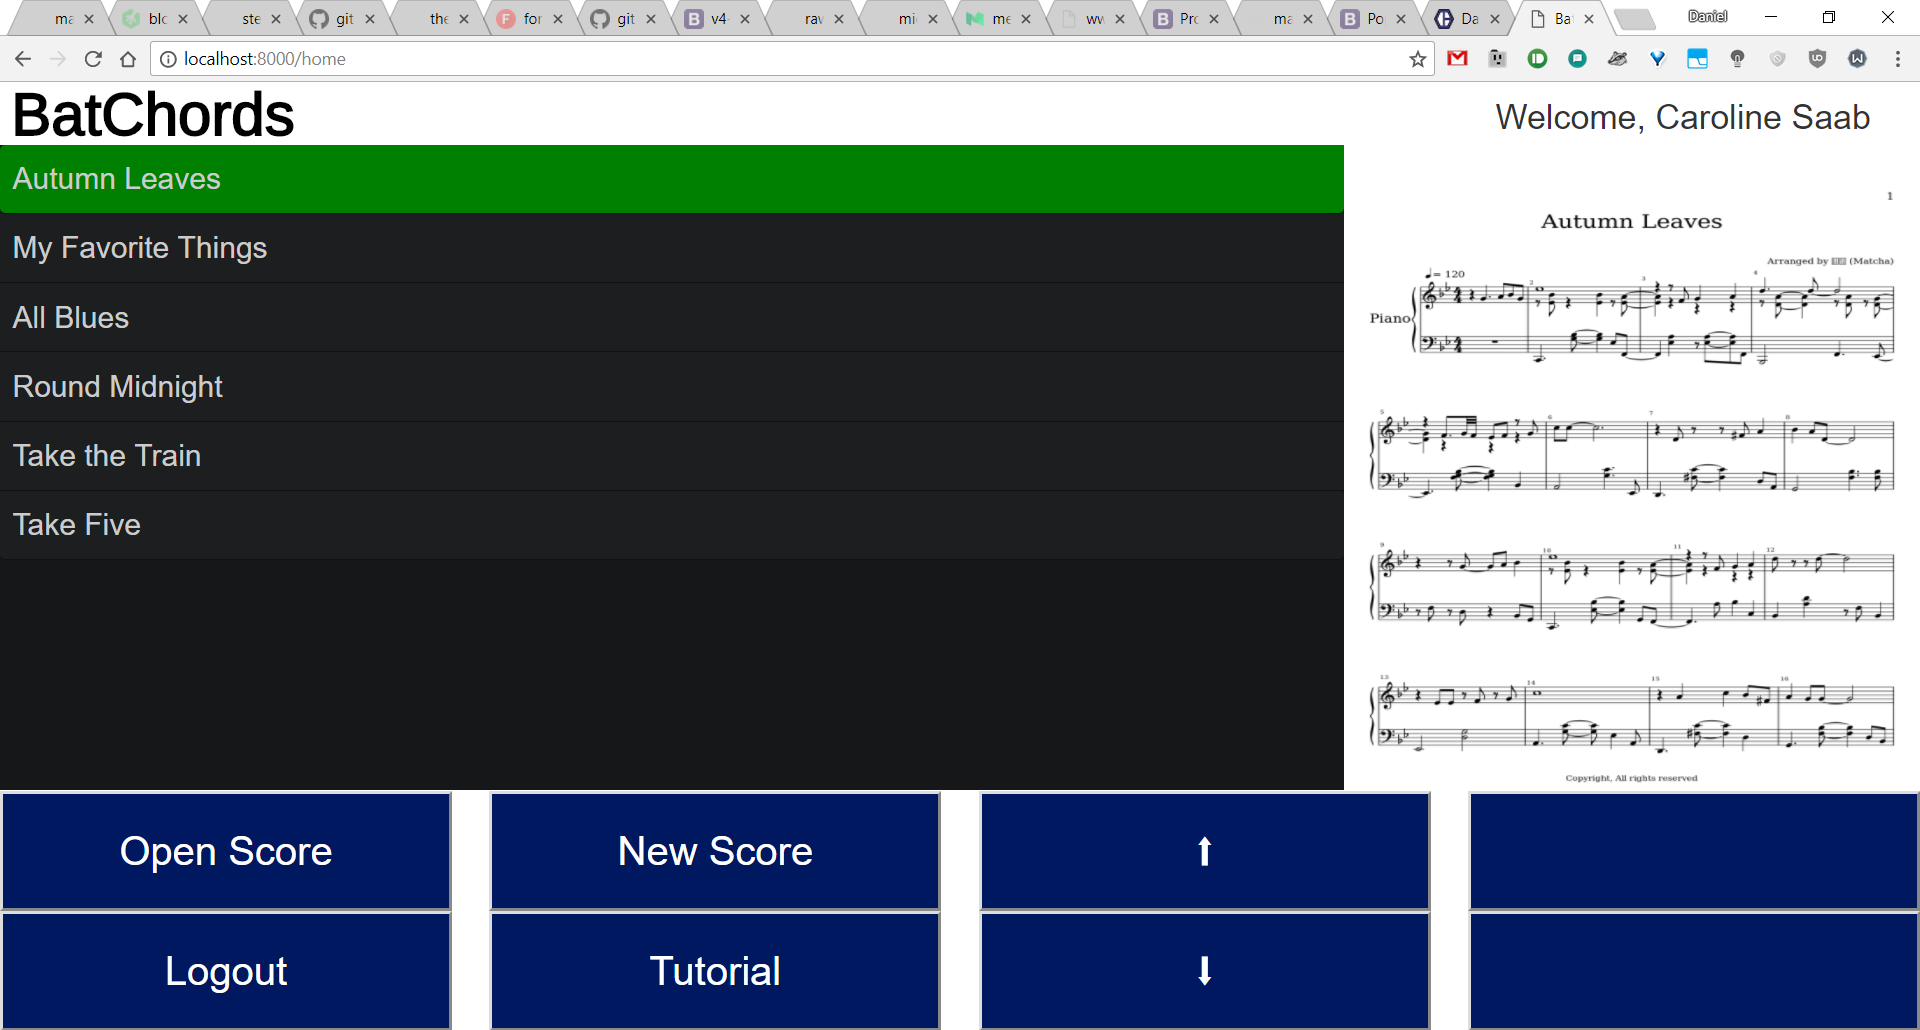 ma
blc
ste
git
the
for
git
v4-
rav
mi
me
ww
Pro
ma
Po
Da
Ba
Daniel
localhost:8000/home
BatChords
Welcome, Caroline Saab
Autumn Leaves
My Favorite Things
All Blues
Round Midnight
Take the Train
Take Five
1
Autumn Leaves
Arranged by (Matcha)
= 120
Piano
Copyright, All rights reserved
Open Score
New Score
↑
Logout
Tutorial
↓